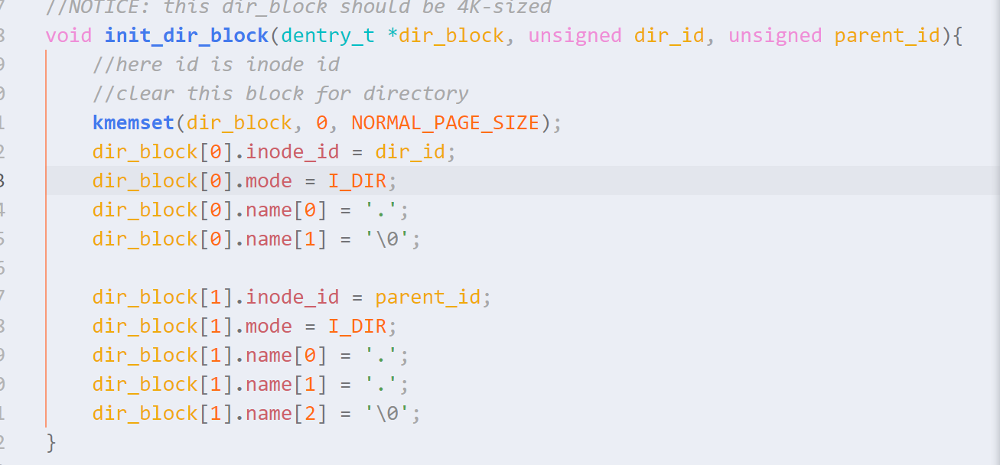 //NOTICE: this dir_block should be 4K-sized
void init_dir_block(dentry_t *dir_block, unsigned dir_id, unsigned parent_id){
    //here id is inode id
    //clear this block for directory
    kmemset(dir_block, 0, NORMAL_PAGE_SIZE);
    dir_block[0].inode_id = dir_id;
    dir_block[0].mode = I_DIR;
    dir_block[0].name[0] = '.';
    dir_block[0].name[1] = '\0';

    dir_block[1].inode_id = parent_id;
    dir_block[1].mode = I_DIR;
    dir_block[1].name[0] = '.';
    dir_block[1].name[1] = '.';
    dir_block[1].name[2] = '\0';
}